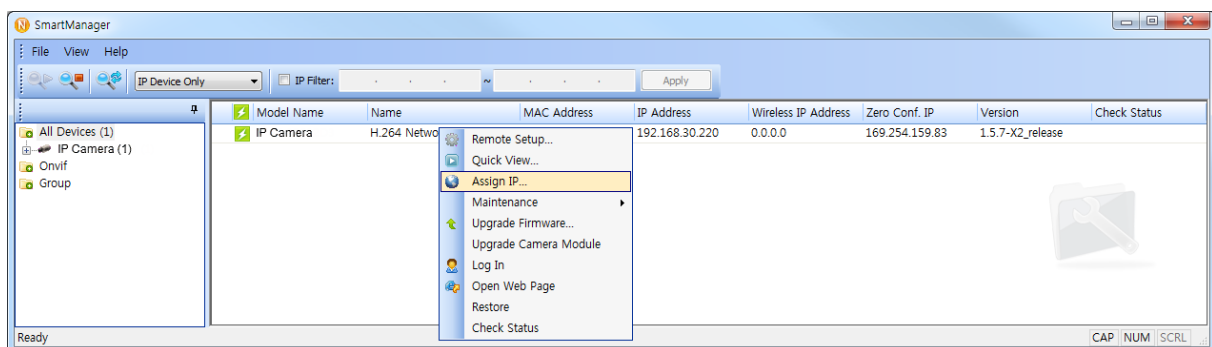 SmartManager
File View Help
IP Device Only IP Filter: . . . ~ . . . Apply
Model Name Name MAC Address IP Address Wireless IP Address Zero Conf. IP Version Check Status
All Devices (1)
IP Camera (1)
Onvif
Group
IP Camera H.264 192.168.30.220 0.0.0.0 169.254.159.83 1.5.7-X2_release
Remote Setup...
Quick View...
Assign IP...
Maintenance
Upgrade Firmware...
Upgrade Camera Module
Log In
Open Web Page
Restore
Check Status
Ready CAP NUM SCRL